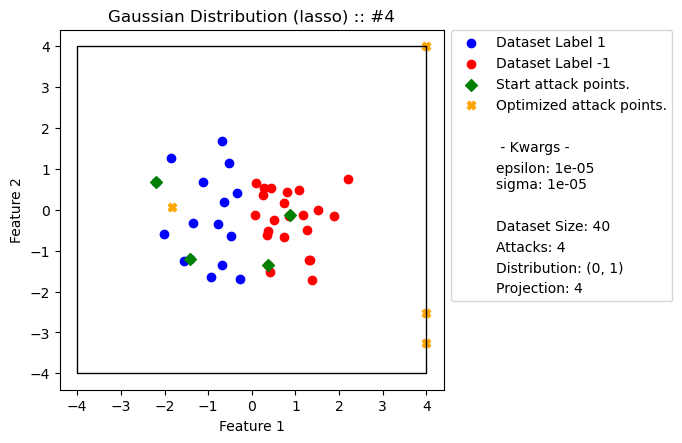 Gaussian Distribution (lasso) :: #4
Dataset Label 1
Dataset Label -1
Start attack points.
Optimized attack points.
- Kwargs -
epsilon: 1e-05
sigma: 1e-05
Dataset Size: 40
Attacks: 4
Distribution: (0, 1)
Projection: 4
Feature 2
4
3
2
1
0
−1
−2
−3
−4
−4 −3 −2 −1 0 1 2 3 4
Feature 1